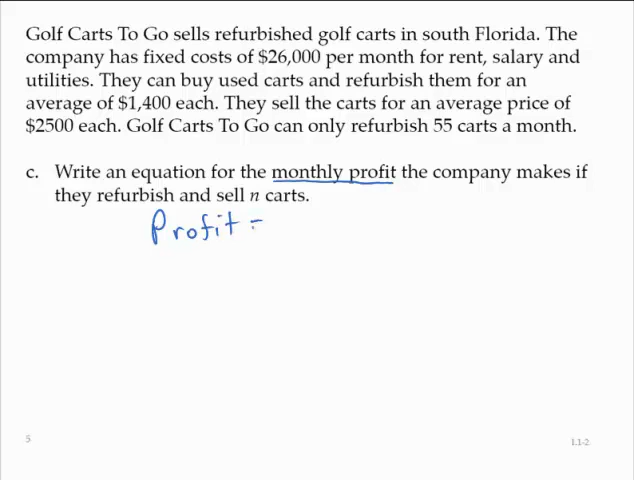 Golf Carts To Go sells refurbished golf carts in south Florida. The
company has fixed costs of $26,000 per month for rent, salary and
utilities. They can buy used carts and refurbish them for an
average of $1,400 each. They sell the carts for an average price of
$2500 each. Golf Carts To Go can only refurbish 55 carts a month.
c. Write an equation for the monthly profit the company makes if
they refurbish and sell n carts.
Profit =
5
1.1-2